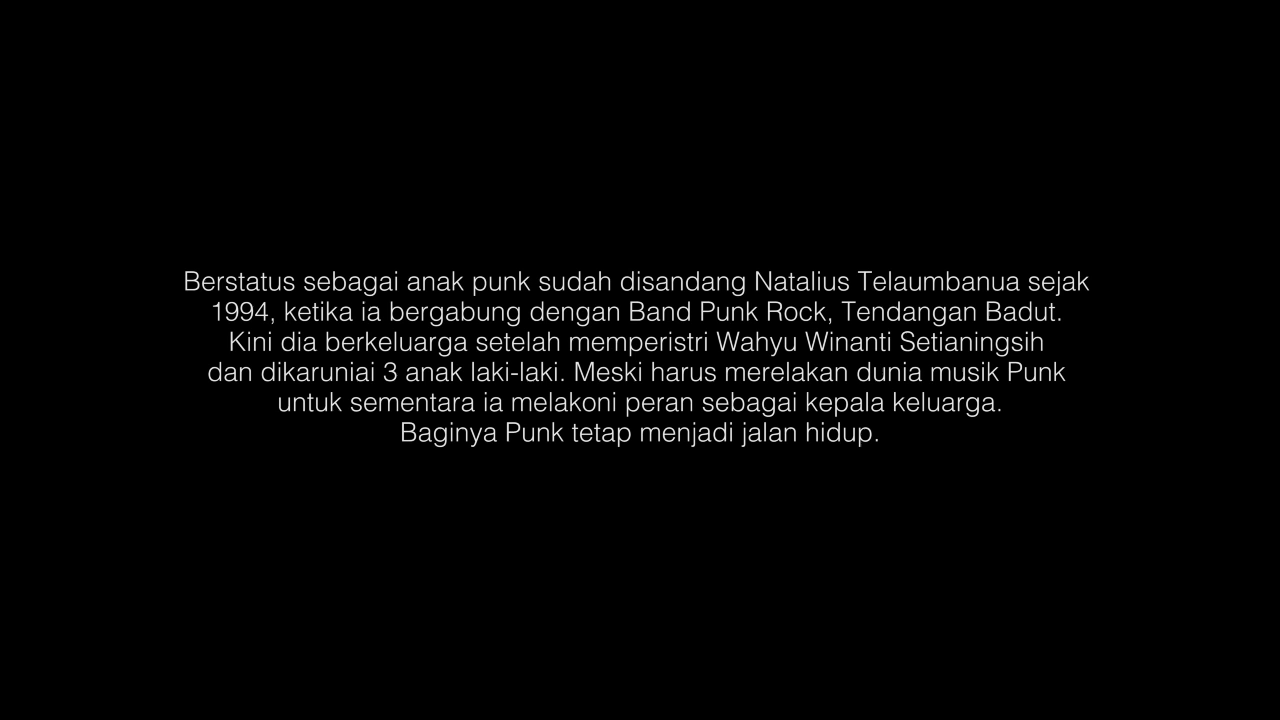 Berstatus sebagai anak punk sudah disandang Natalius Telaumbanua sejak
1994, ketika ia bergabung dengan Band Punk Rock, Tendangan Badut.
Kini dia berkeluarga setelah memperistri Wahyu Winanti Setianingsih
dan dikaruniai 3 anak laki-laki. Meski harus merelakan dunia musik Punk
untuk sementara ia melakoni peran sebagai kepala keluarga.
Baginya Punk tetap menjadi jalan hidup.